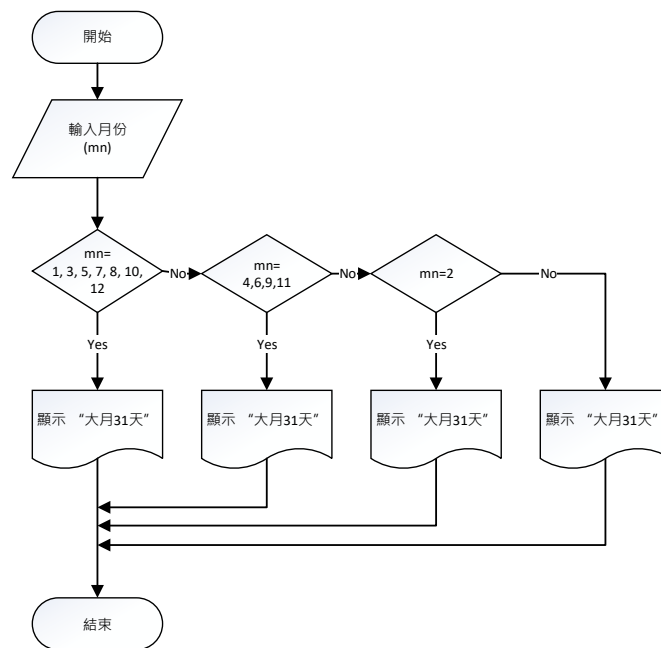 開始
輸入月份
(mn)
mn=
1, 3, 5, 7, 8, 10,
12
No
mn=
4,6,9,11
No
mn=2
No
Yes
Yes
Yes
顯示 “大月31天”
顯示 “大月31天”
顯示 “大月31天”
顯示 “大月31天”
結束